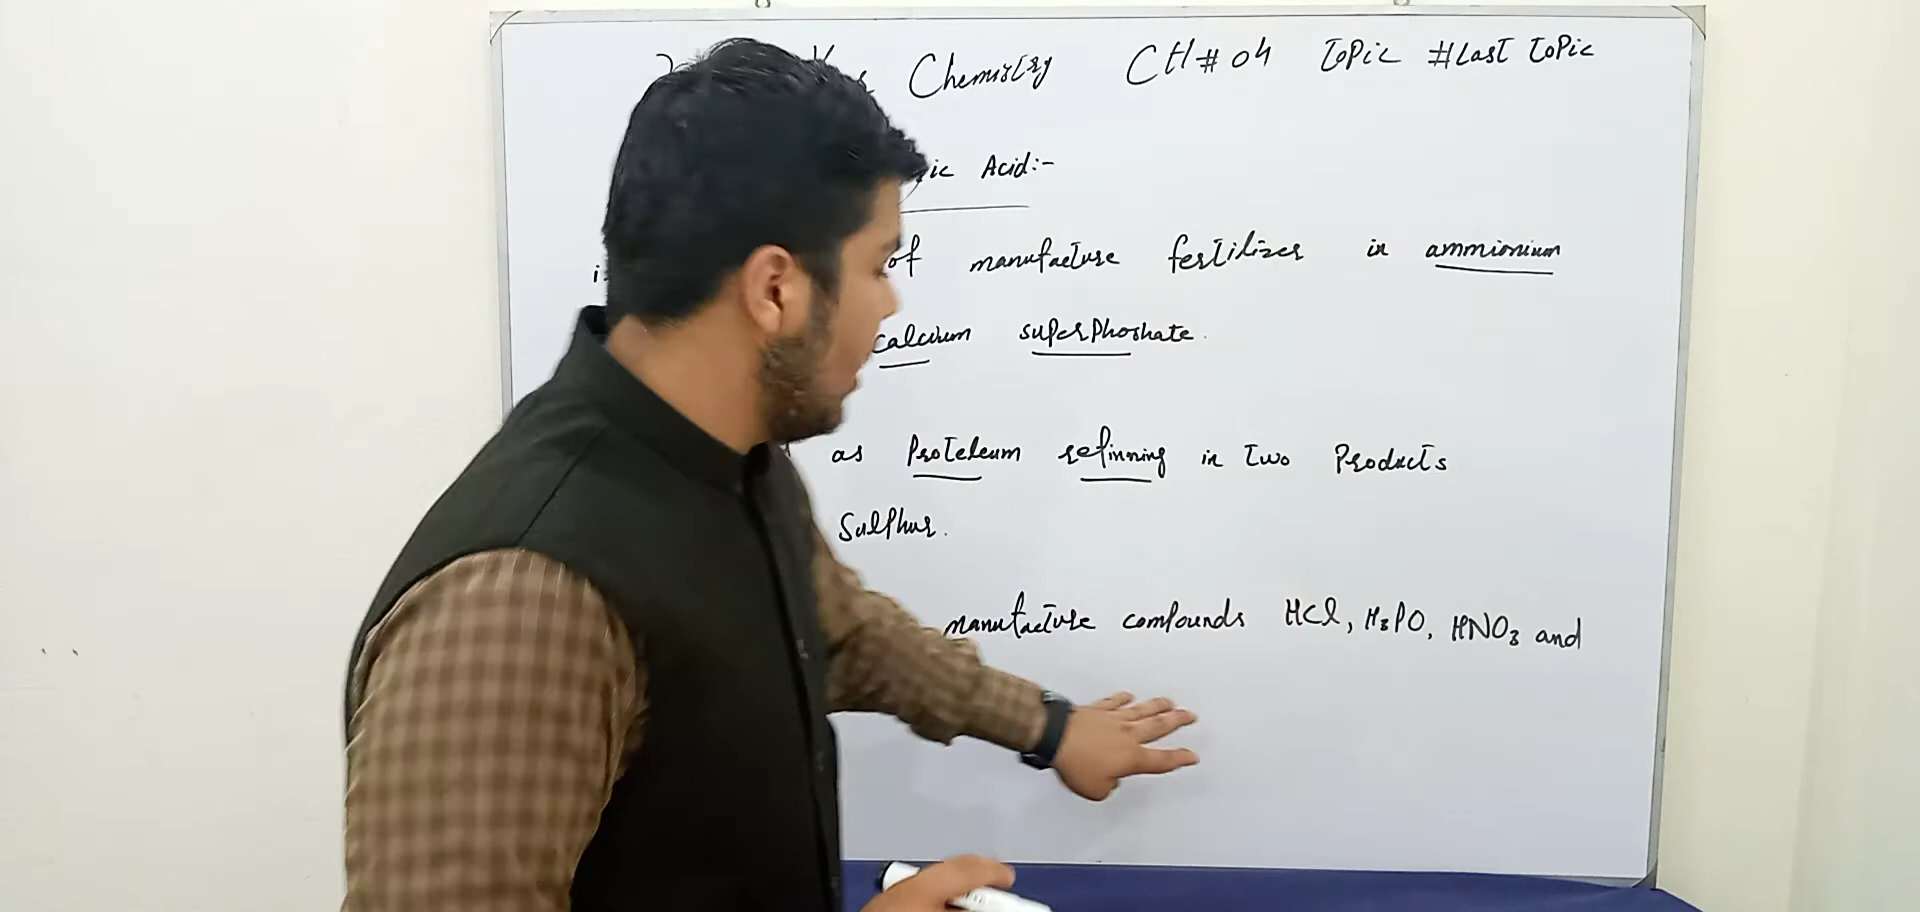 Chemistry CH#04 Topic #Last Topic
ic Acid:-
i
of manufacture fertilizer in ammionium
calcium superphoshate.
as Proteleum refinning in two Products
Sulphur.
manufacture compounds HCl, H3PO, HNO3 and